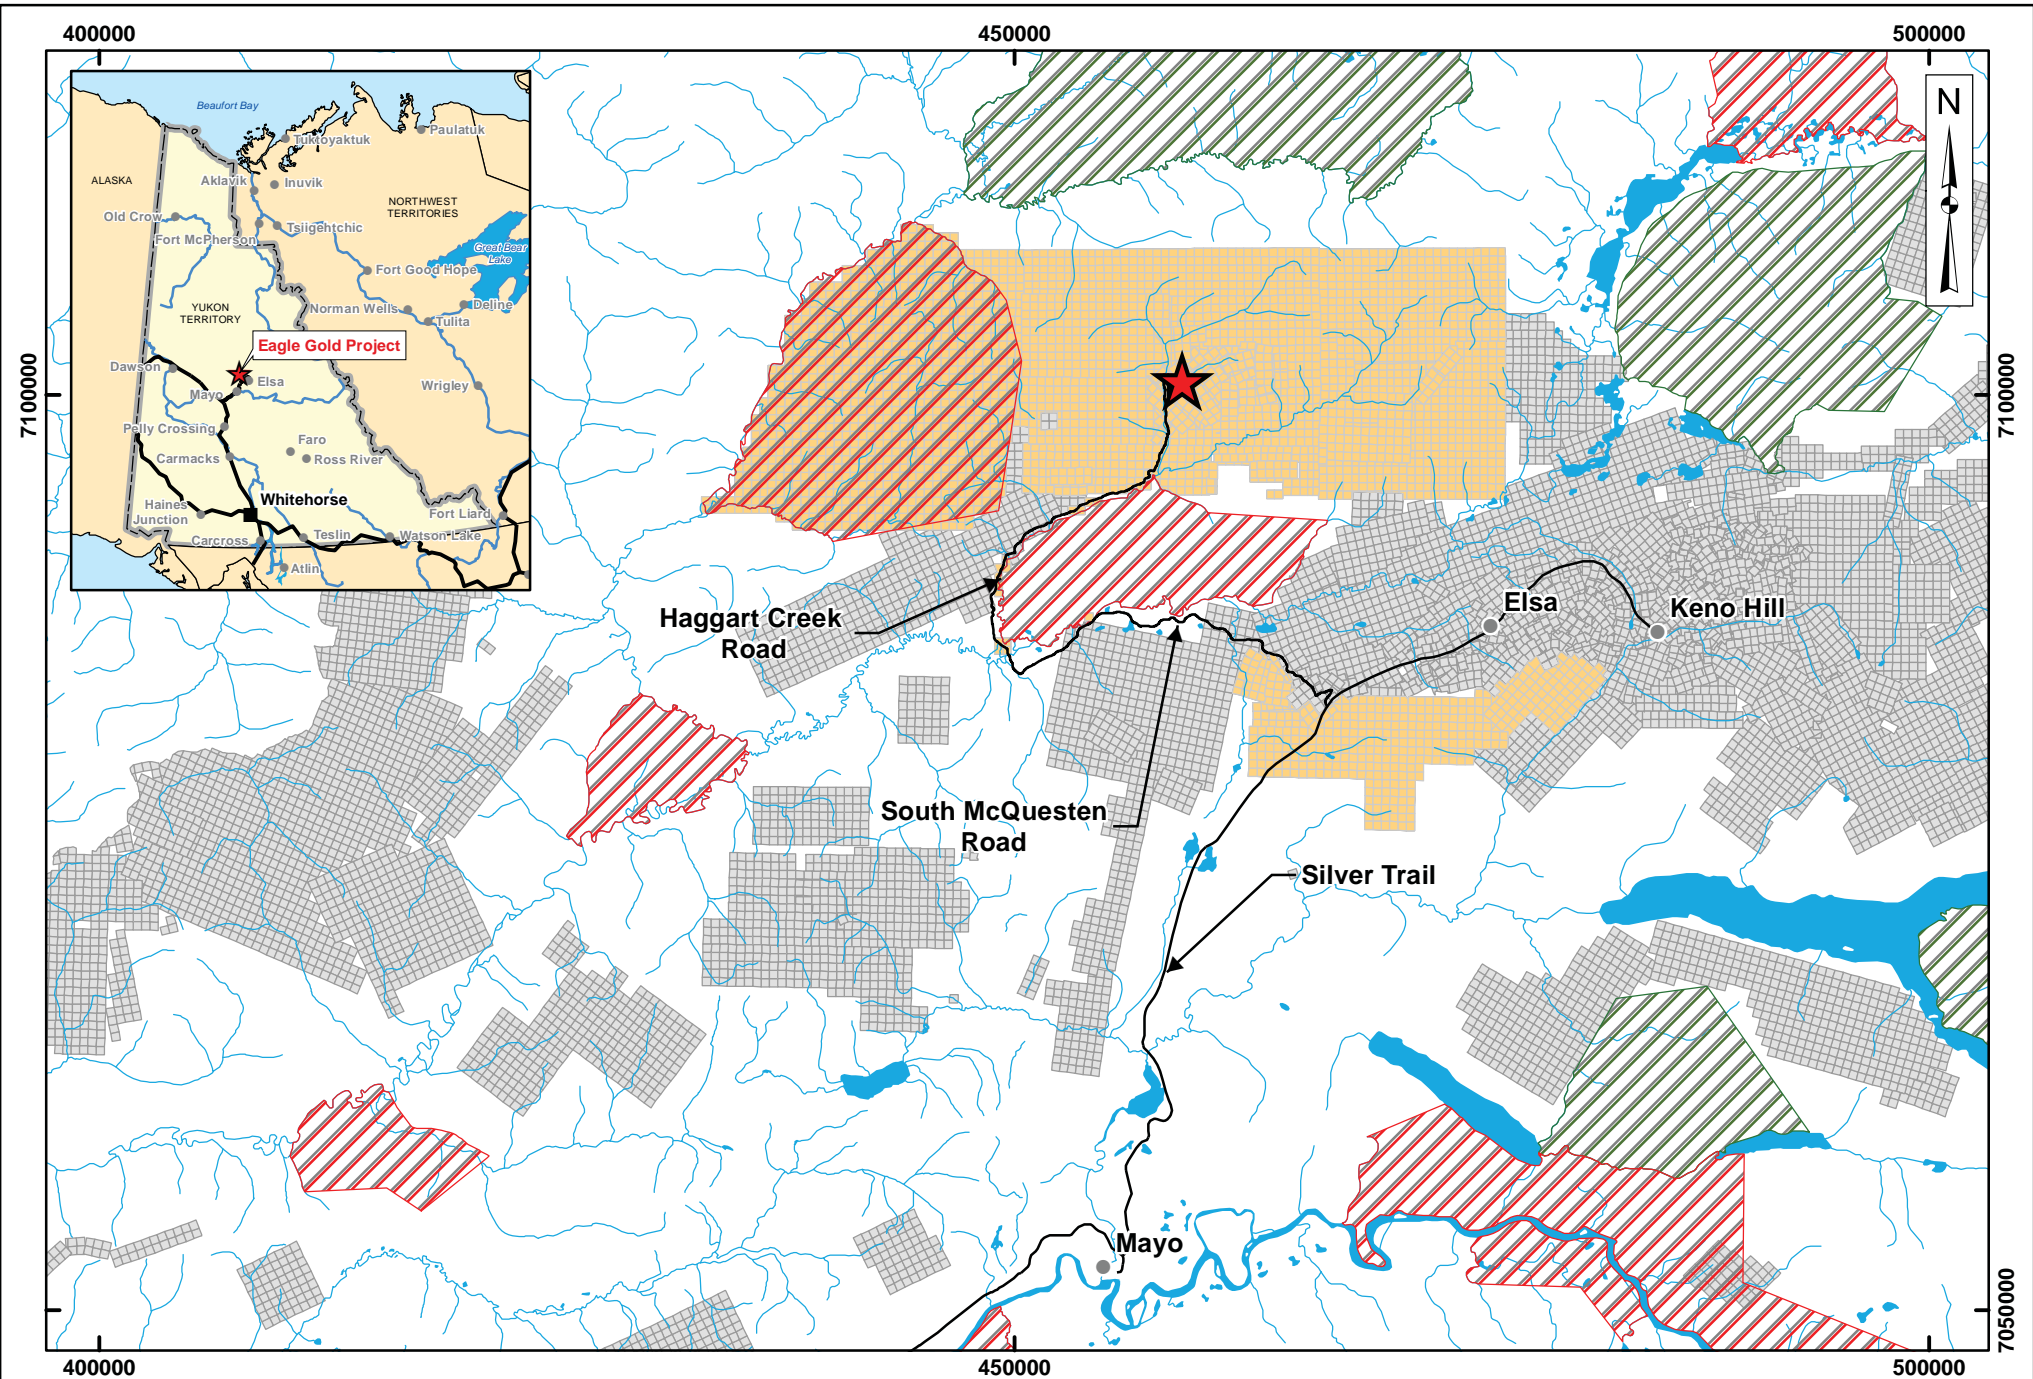 400000
450000
500000
Beaufort Bay
Tuktoyaktuk
Paulatuk
ALASKA
Aklavik
Inuvik
NORTHWEST
TERRITORIES
Old Crow
Tsiigehtchic
Fort McPherson
Great Bear
Lake
Fort Good Hope
YUKON
TERRITORY
Norman Wells
Deline
Tulita
Eagle Gold Project
Dawson
Elsa
Mayo
Wrigley
Pelly Crossing
Faro
Carmacks
Ross River
Whitehorse
Haines
Junction
Fort Liard
Carcross
Teslin
Watson Lake
Atlin
N
7100000
7100000
Haggart Creek
Road
Elsa
Keno Hill
South McQuesten
Road
Silver Trail
Mayo
7050000
400000
450000
500000